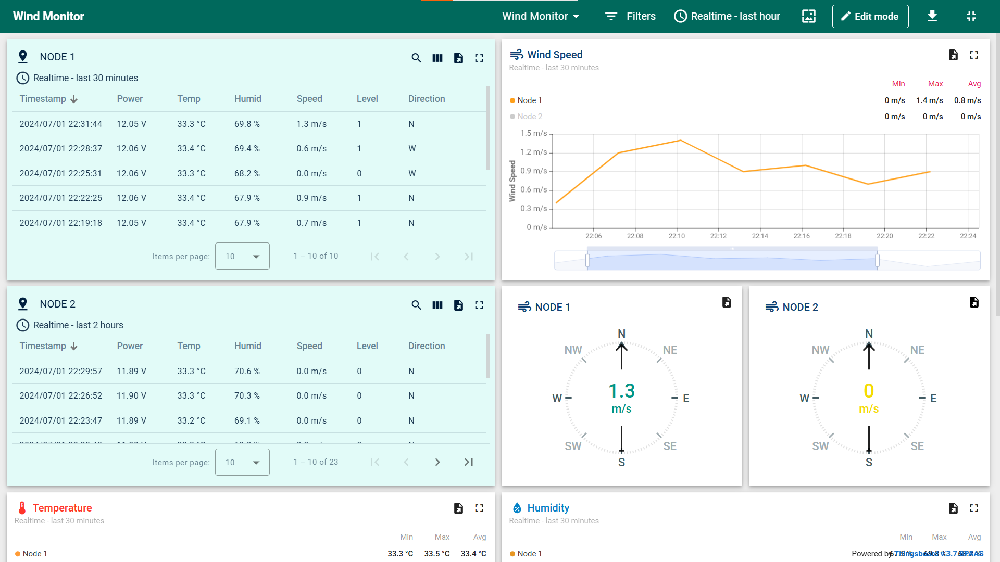 Wind Monitor
Wind Monitor
Filters
Realtime - last hour
Edit mode
NODE 1
Realtime - last 30 minutes
Timestamp Power Temp Humid Speed Level Direction
2024/07/01 22:31:44 12.05 V 33.3 °C 69.8 % 1.3 m/s 1 N
2024/07/01 22:28:37 12.06 V 33.4 °C 69.4 % 0.6 m/s 1 W
2024/07/01 22:25:31 12.06 V 33.3 °C 68.2 % 0.0 m/s 0 W
2024/07/01 22:22:25 12.06 V 33.4 °C 67.9 % 0.9 m/s 1 N
2024/07/01 22:19:18 12.05 V 33.4 °C 67.9 % 0.7 m/s 1 N
Items per page: 10 1 – 10 of 10
Wind Speed
Realtime - last 30 minutes
Min Max Avg
Node 1 0 m/s 1.4 m/s 0.8 m/s
Node 2 0 m/s 0 m/s 0 m/s
Wind Speed
1.5 m/s
1.2 m/s
0.9 m/s
0.6 m/s
0.3 m/s
0 m/s
22:06 22:08 22:10 22:12 22:14 22:16 22:18 22:20 22:22 22:24
NODE 2
Realtime - last 2 hours
Timestamp Power Temp Humid Speed Level Direction
2024/07/01 22:29:57 11.89 V 33.3 °C 70.6 % 0.0 m/s 0 N
2024/07/01 22:26:52 11.90 V 33.3 °C 70.3 % 0.0 m/s 0 N
2024/07/01 22:23:47 11.89 V 33.2 °C 69.1 % 0.0 m/s 0 N
Items per page: 10 1 – 10 of 23
NODE 1
N
NW NE
1.3
W E
m/s
SW SE
S
NODE 2
N
NW NE
0
W E
m/s
SW SE
S
Temperature
Realtime - last 30 minutes
Min Max Avg
Node 1 33.3 °C 33.5 °C 33.4 °C
Humidity
Realtime - last 30 minutes
Min Max Avg
Node 1
Powered by Thingsboard